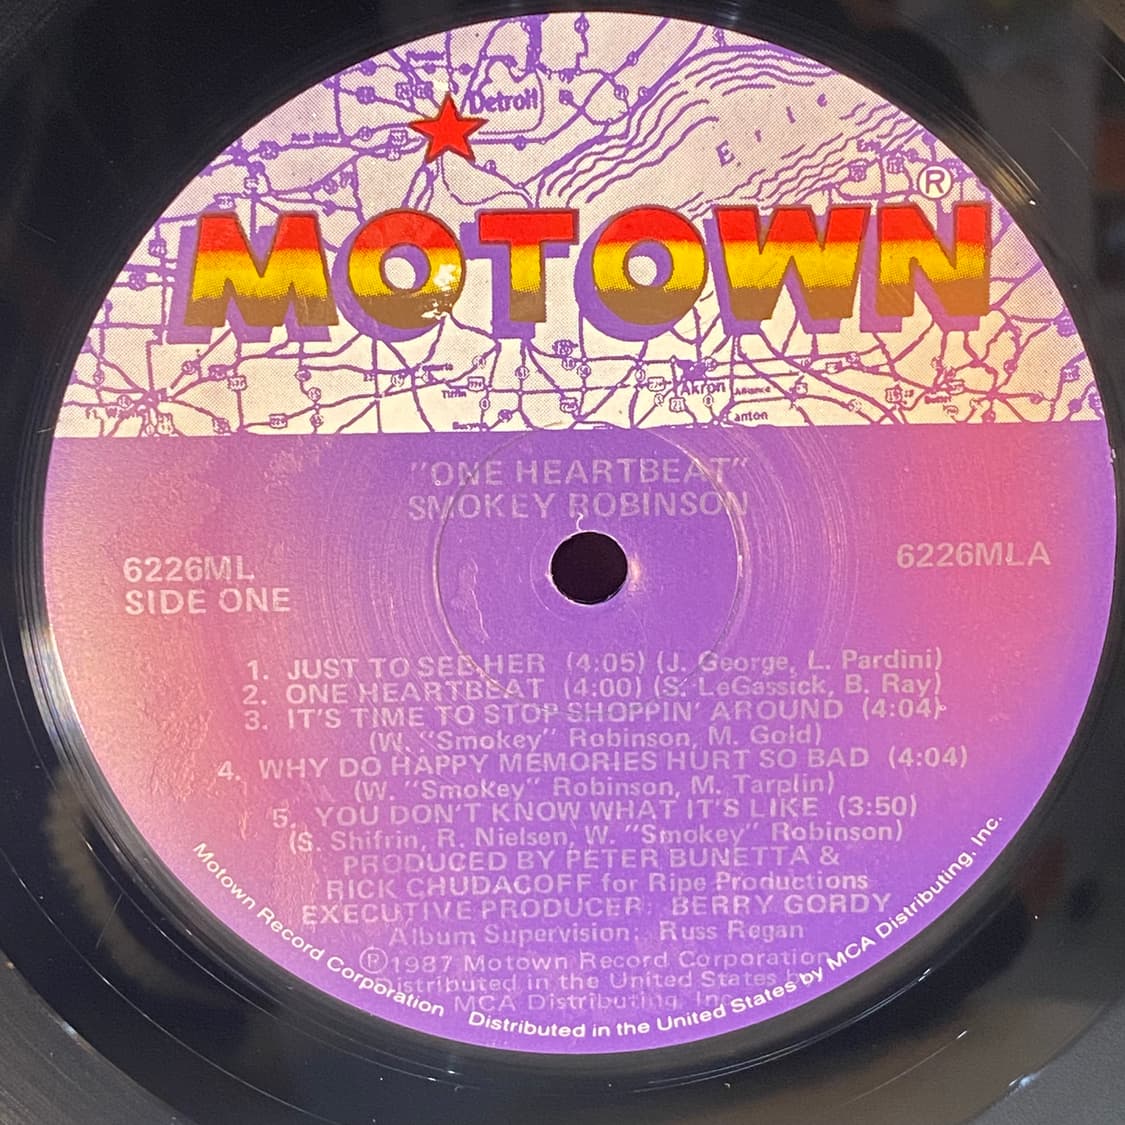 Detroit
Erie
MOTOWN®
Tiffin
Akron
Alliance
Canton
"ONE HEARTBEAT"
SMOKEY ROBINSON
6226ML
SIDE ONE
6226MLA
1. JUST TO SEE HER (4:05) (J. George, L. Pardini)
2. ONE HEARTBEAT (4:00) (S. LeGassick, B. Ray)
3. IT'S TIME TO STOP SHOPPIN' AROUND (4:04)
(W. "Smokey" Robinson, M. Gold)
4. WHY DO HAPPY MEMORIES HURT SO BAD (4:04)
(W. "Smokey" Robinson, M. Tarplin)
5. YOU DON'T KNOW WHAT IT'S LIKE (3:50)
(S. Shifrin, R. Nielsen, W. "Smokey" Robinson)
PRODUCED BY PETER BUNETTA &
RICK CHUDACOFF for Ripe Productions
EXECUTIVE PRODUCER: BERRY GORDY
Album Supervision: Russ Regan
Ⓟ1987 Motown Record Corporation
Distributed in the United States by
MCA Distributing, Inc.
Motown Record Corporation Distributed in the United States by MCA Distributing, Inc.